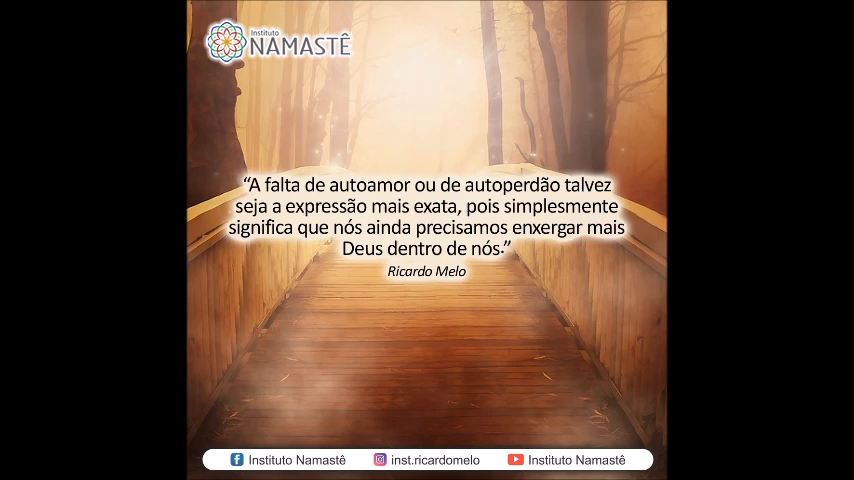 Instituto
NAMASTÊ
“A falta de autoamor ou de autoperdão talvez
seja a expressão mais exata, pois simplesmente
significa que nós ainda precisamos enxergar mais
Deus dentro de nós.”
Ricardo Melo
Instituto Namastê inst.ricardomelo Instituto Namastê